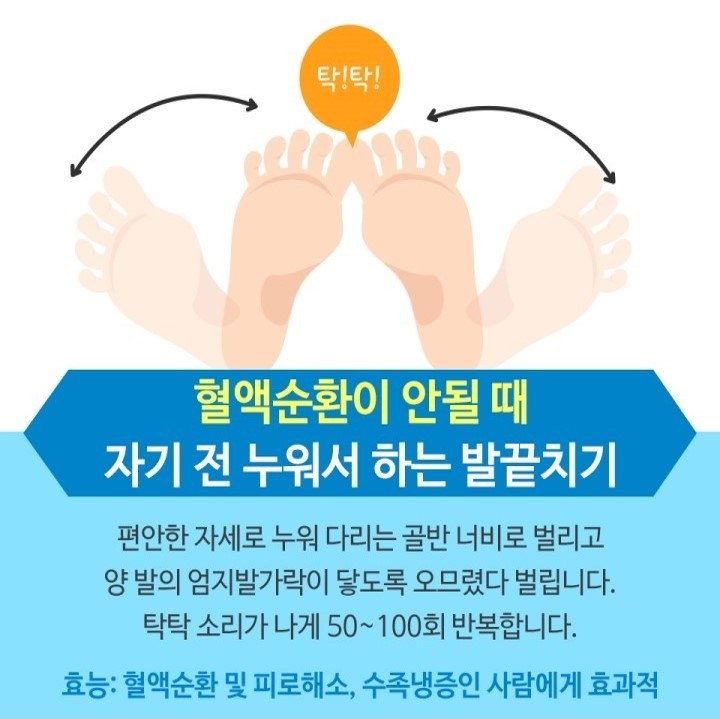 탁!탁!
혈액순환이 안될 때
자기 전 누워서 하는 발끝치기
편안한 자세로 누워 다리는 골반 너비로 벌리고
양 발의 엄지발가락이 닿도록 오므렸다 벌립니다.
탁탁 소리가 나게 50~100회 반복합니다.
효능: 혈액순환 및 피로해소, 수족냉증인 사람에게 효과적